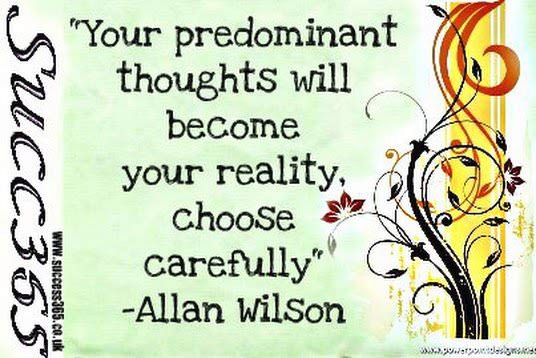 "Your predominant
thoughts will
become
your reality,
choose
carefully"
-Allan Wilson
Succ365
www.success365.co.uk
www.powerpointdesigns.net